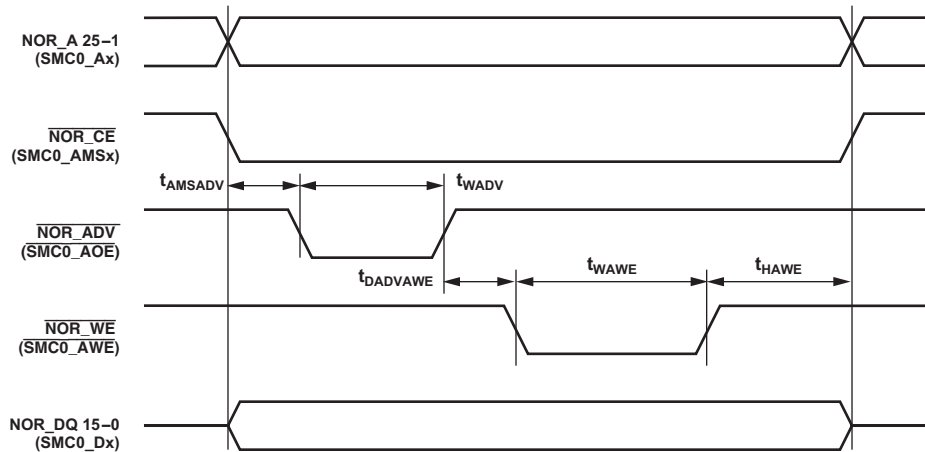 NOR_A 25–1
(SMC0_Ax)
NOR_CE
(SMC0_AMSx)
tAMSADV
tWADV
NOR_ADV
(SMC0_AOE)
tDADVAWE
tWAWE
tHAWE
NOR_WE
(SMC0_AWE)
NOR_DQ 15–0
(SMC0_Dx)